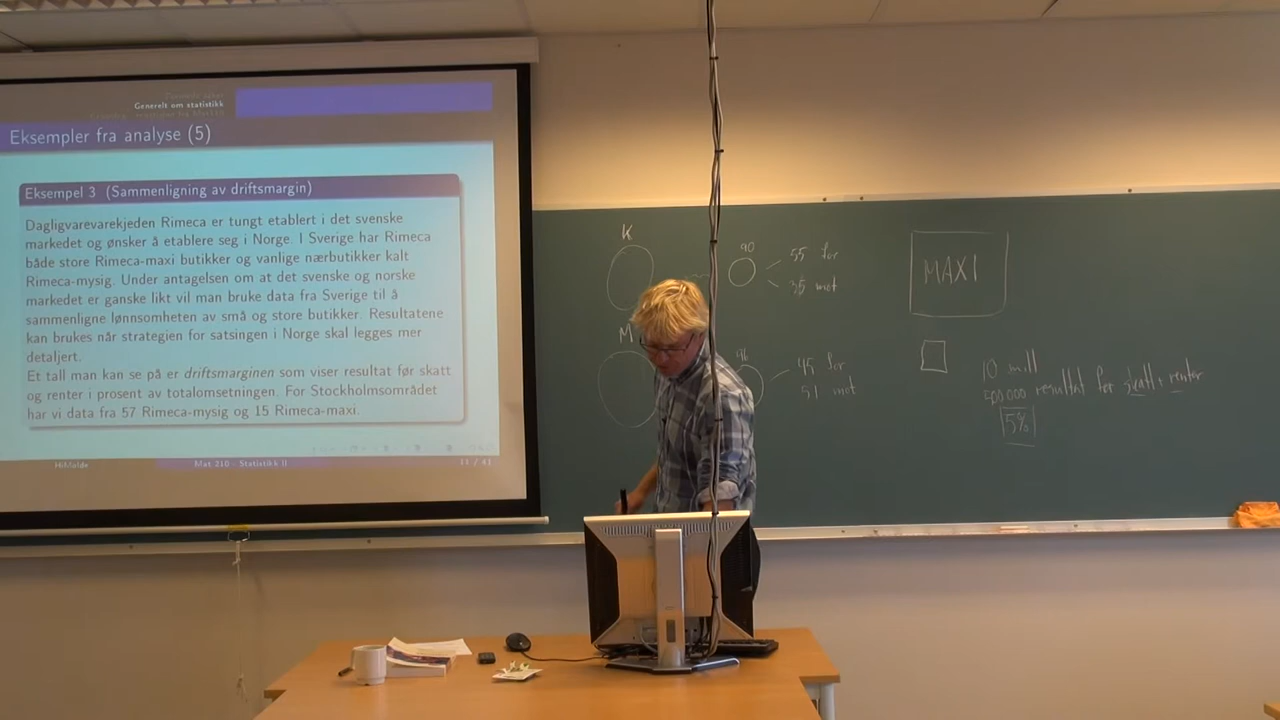 Generelt om statistikk
Eksempler fra analyse (5)
Eksempel 3 (Sammenligning av driftsmargin)
Dagligvarevarekjeden Rimeca er tungt etablert i det svenske
markedet og ønsker å etablere seg i Norge. I Sverige har Rimeca
både store Rimeca-maxi butikker og vanlige nærbutikker kalt
Rimeca-mysig. Under antagelsen om at det svenske og norske
markedet er ganske likt vil man bruke data fra Sverige til å
sammenligne lønnsomheten av små og store butikker. Resultatene
kan brukes når strategien for satsingen i Norge skal legges mer
detaljert.
Et tall man kan se på er driftsmarginen som viser resultat før skatt
og renter i prosent av totalomsetningen. For Stockholmsområdet
har vi data fra 57 Rimeca-mysig og 15 Rimeca-maxi.
HiMolde
Mat 210 - Statistikk II
11 / 41
K
90
55 for
35 mot
M
96
45 for
51 mot
MAXI
10 mill
500.000 resultat før skatt + renter
5%